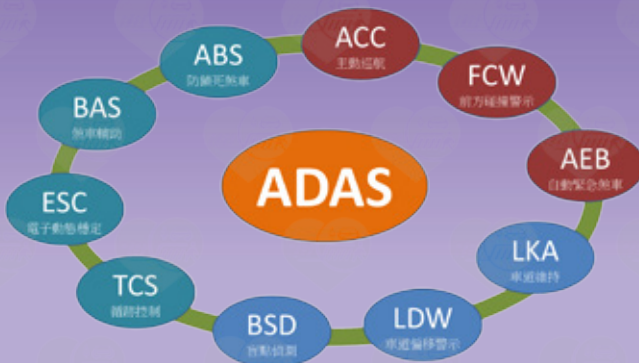 ADAS
ACC
主動巡航
FCW
前方碰撞警示
AEB
自動緊急煞車
LKA
車道維持
LDW
車道偏移警示
BSD
盲點偵測
TCS
循跡控制
ESC
電子動態穩定
BAS
煞車輔助
ABS
防鎖死煞車